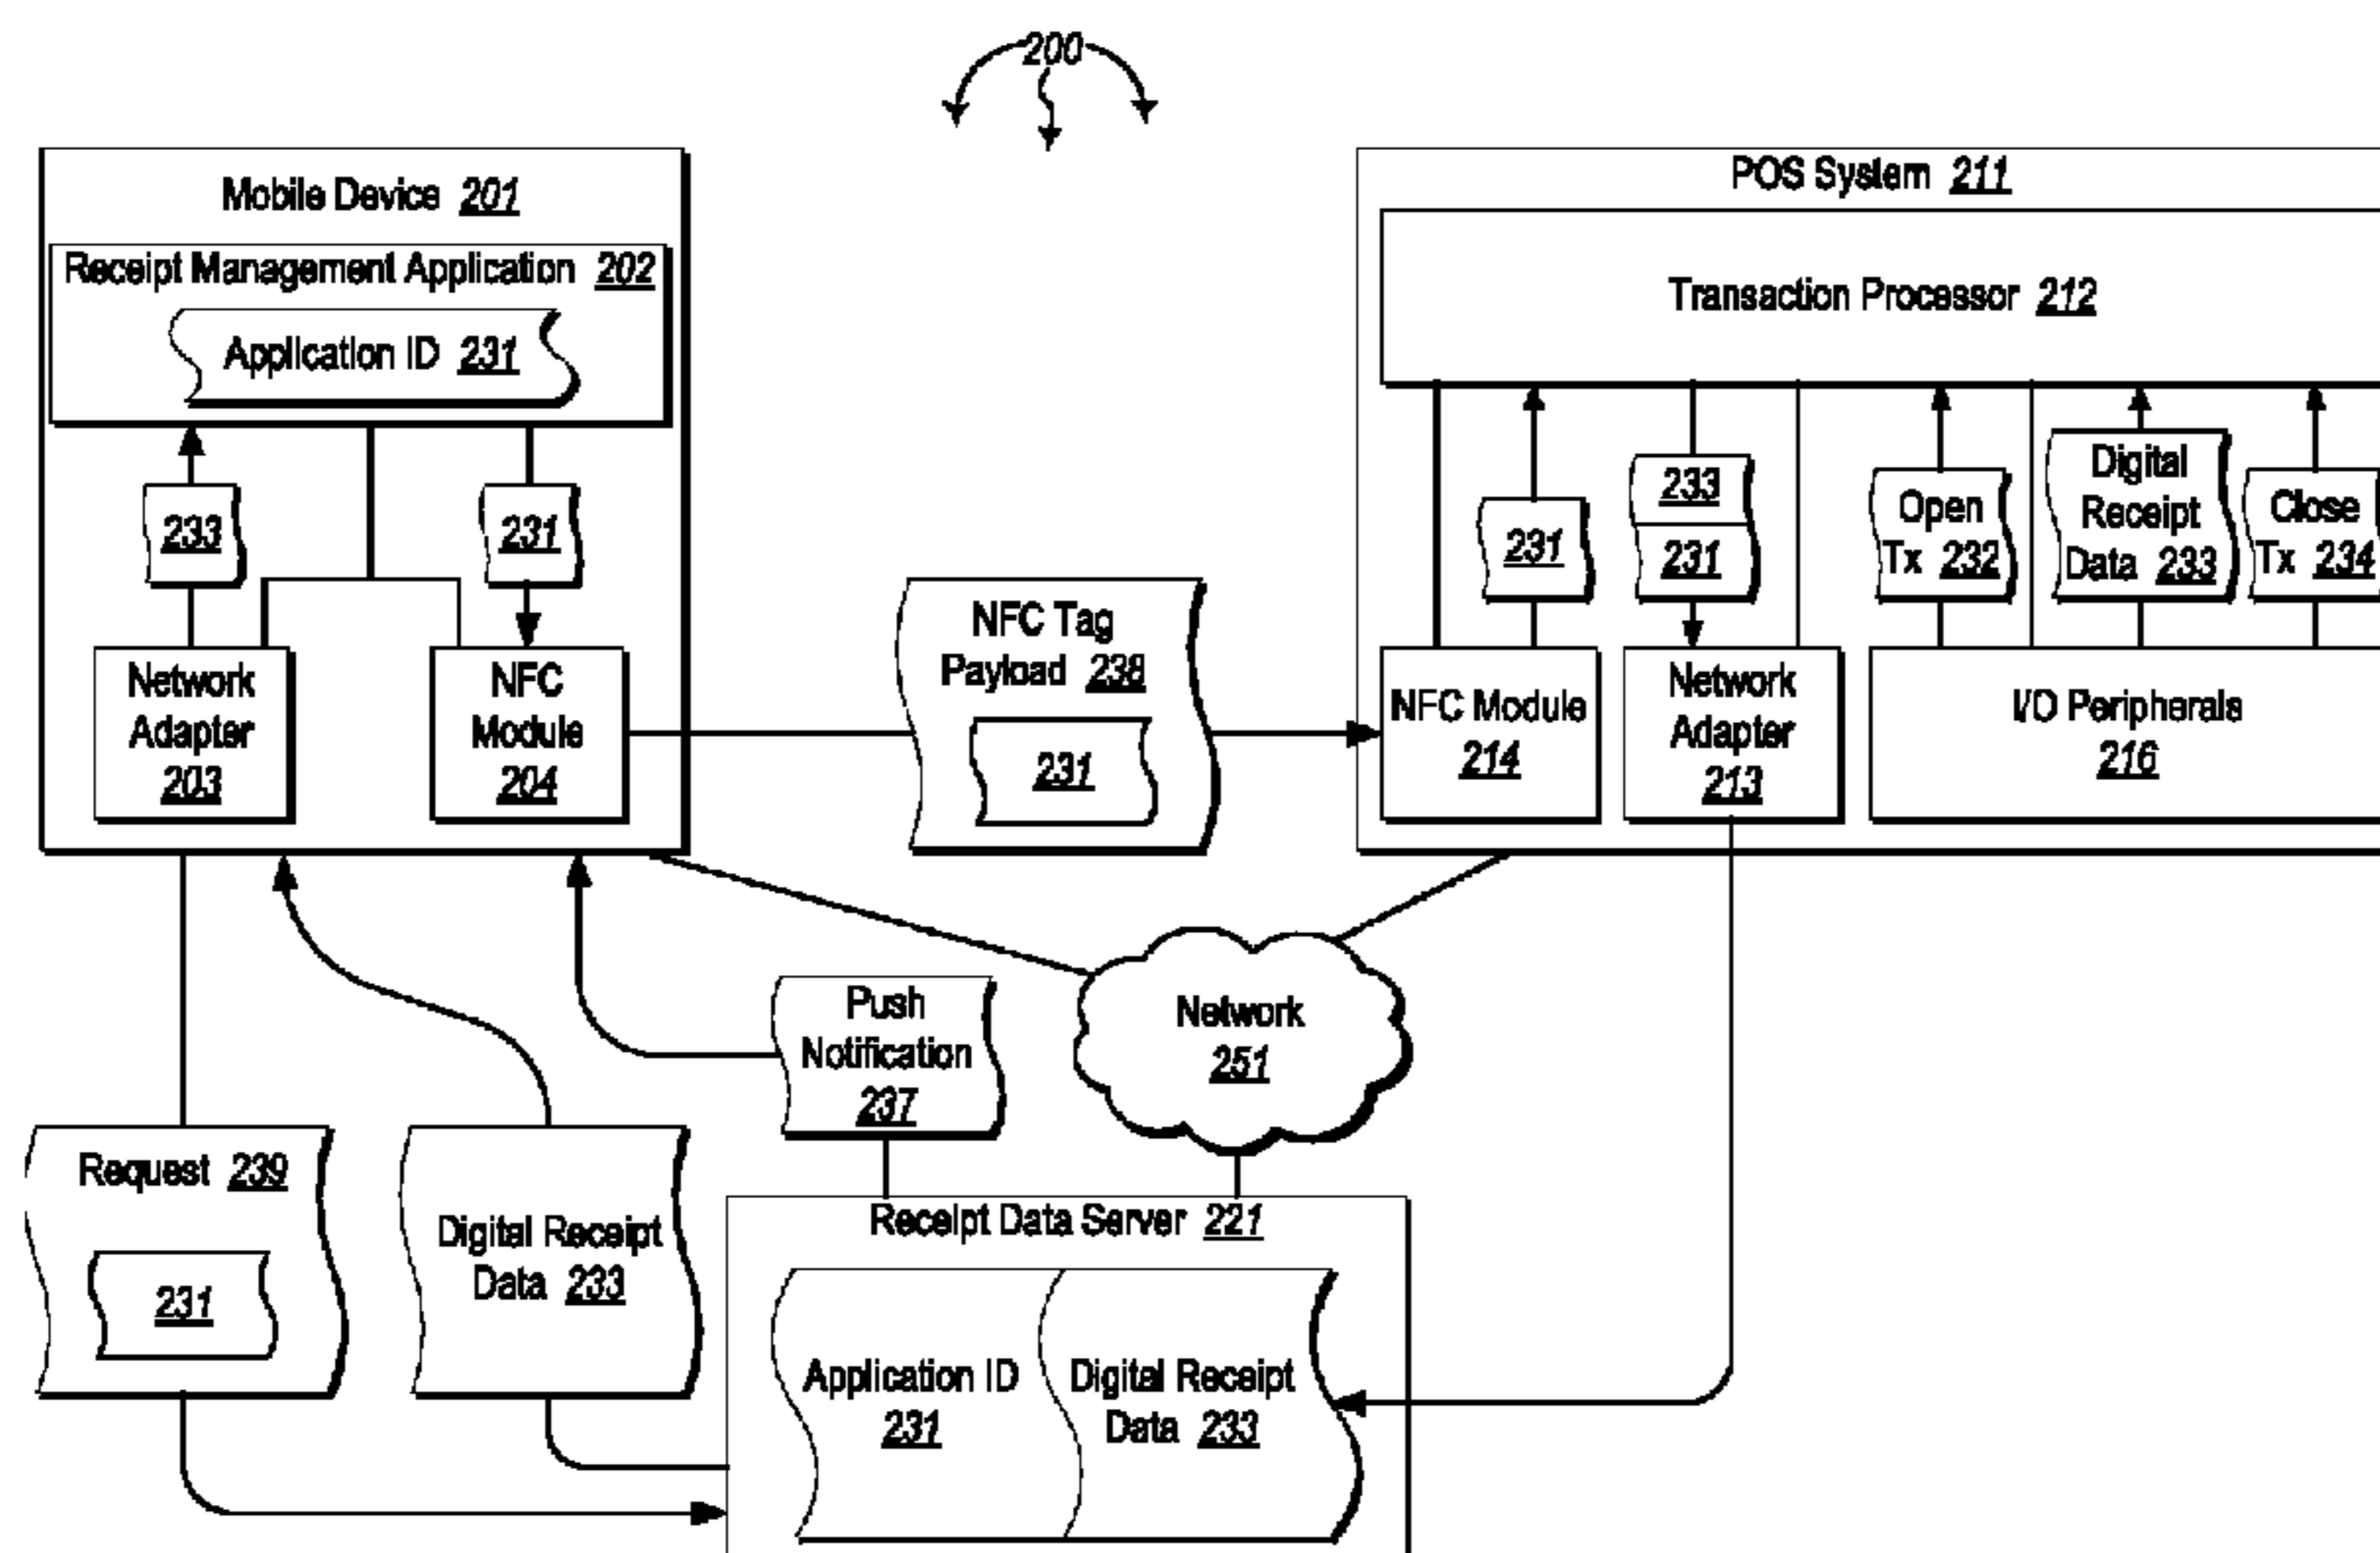 200
Mobile Device 201
Receipt Management Application 202
Application ID 231
233
231
Network
Adapter
203
NFC
Module
204
NFC Tag
Payload 238
231
POS System 211
Transaction Processor 212
231
233
231
Open
Tx 232
Digital
Receipt
Data 233
Close
Tx 234
NFC Module
214
Network
Adapter
213
I/O Peripherals
216
Push
Notification
237
Network
251
Request 239
231
Digital Receipt
Data 233
Receipt Data Server 221
Application ID
231
Digital Receipt
Data 233